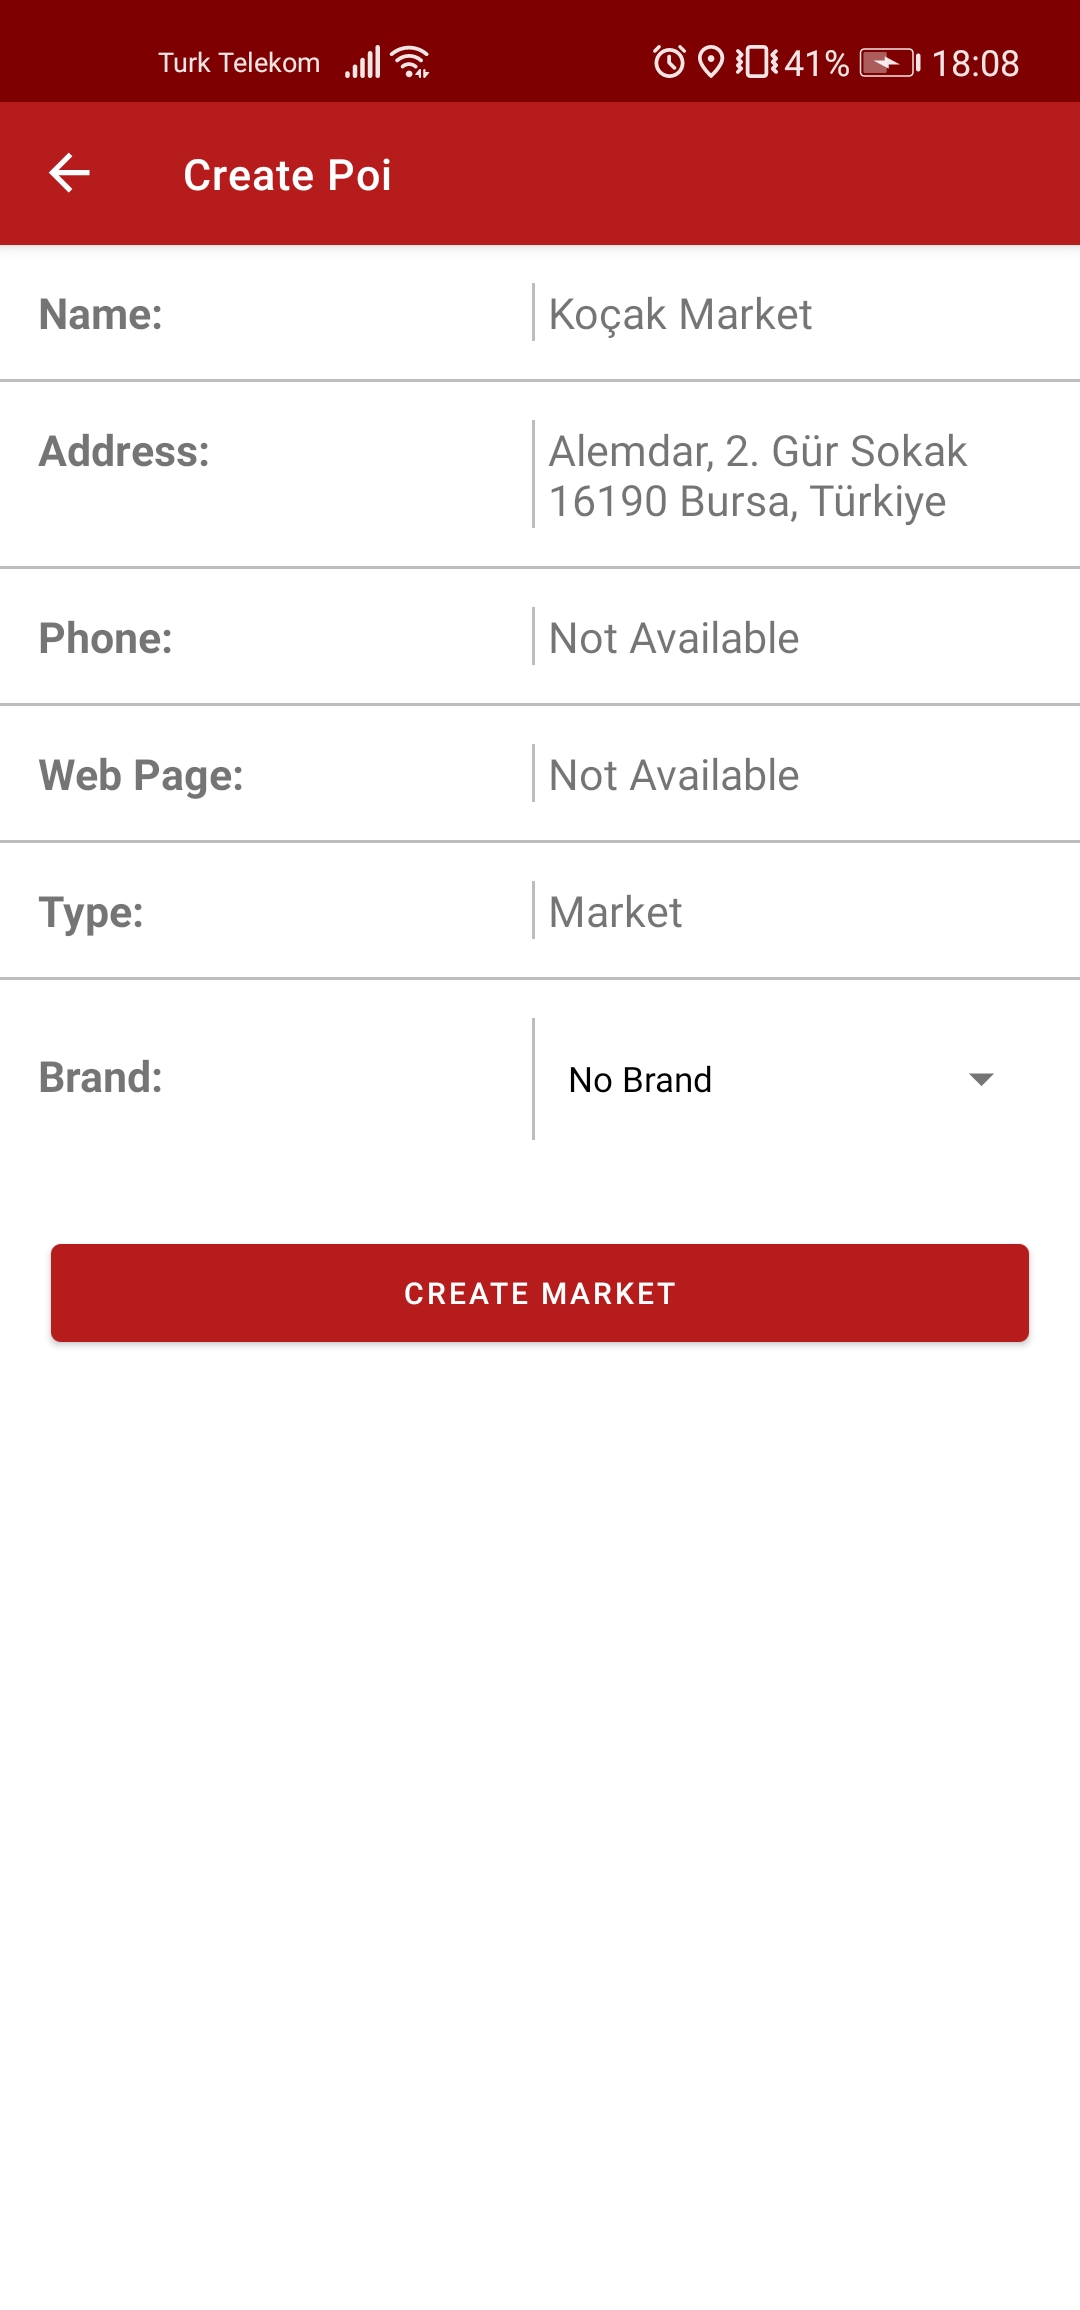 Turk Telekom 41% 18:08
Create Poi
Name: Koçak Market
Address: Alemdar, 2. Gür Sokak
16190 Bursa, Türkiye
Phone: Not Available
Web Page: Not Available
Type: Market
Brand: No Brand
CREATE MARKET